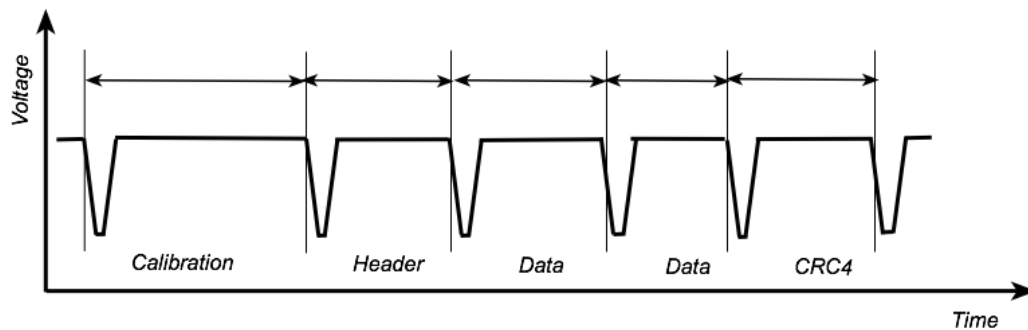 Voltage
Calibration
Header
Data
Data
CRC4
Time